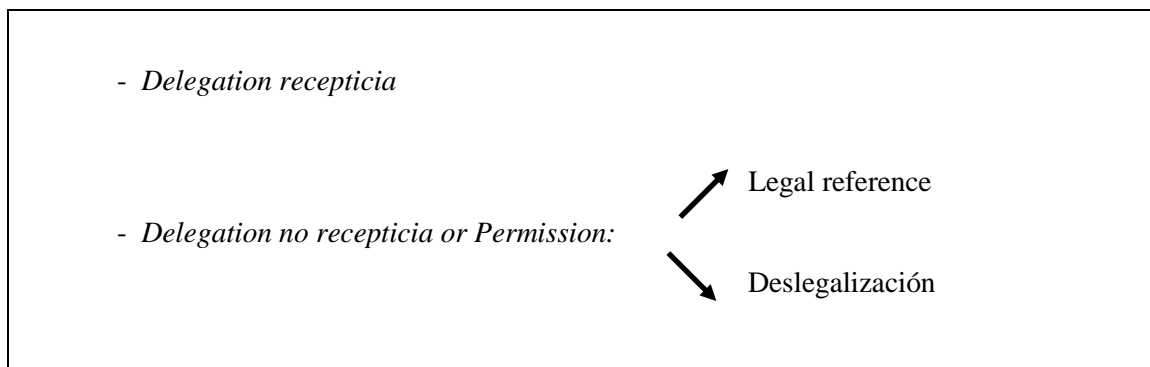 - Delegation recepticia
Legal reference
- Delegation no recepticia or Permission:
Deslegalización